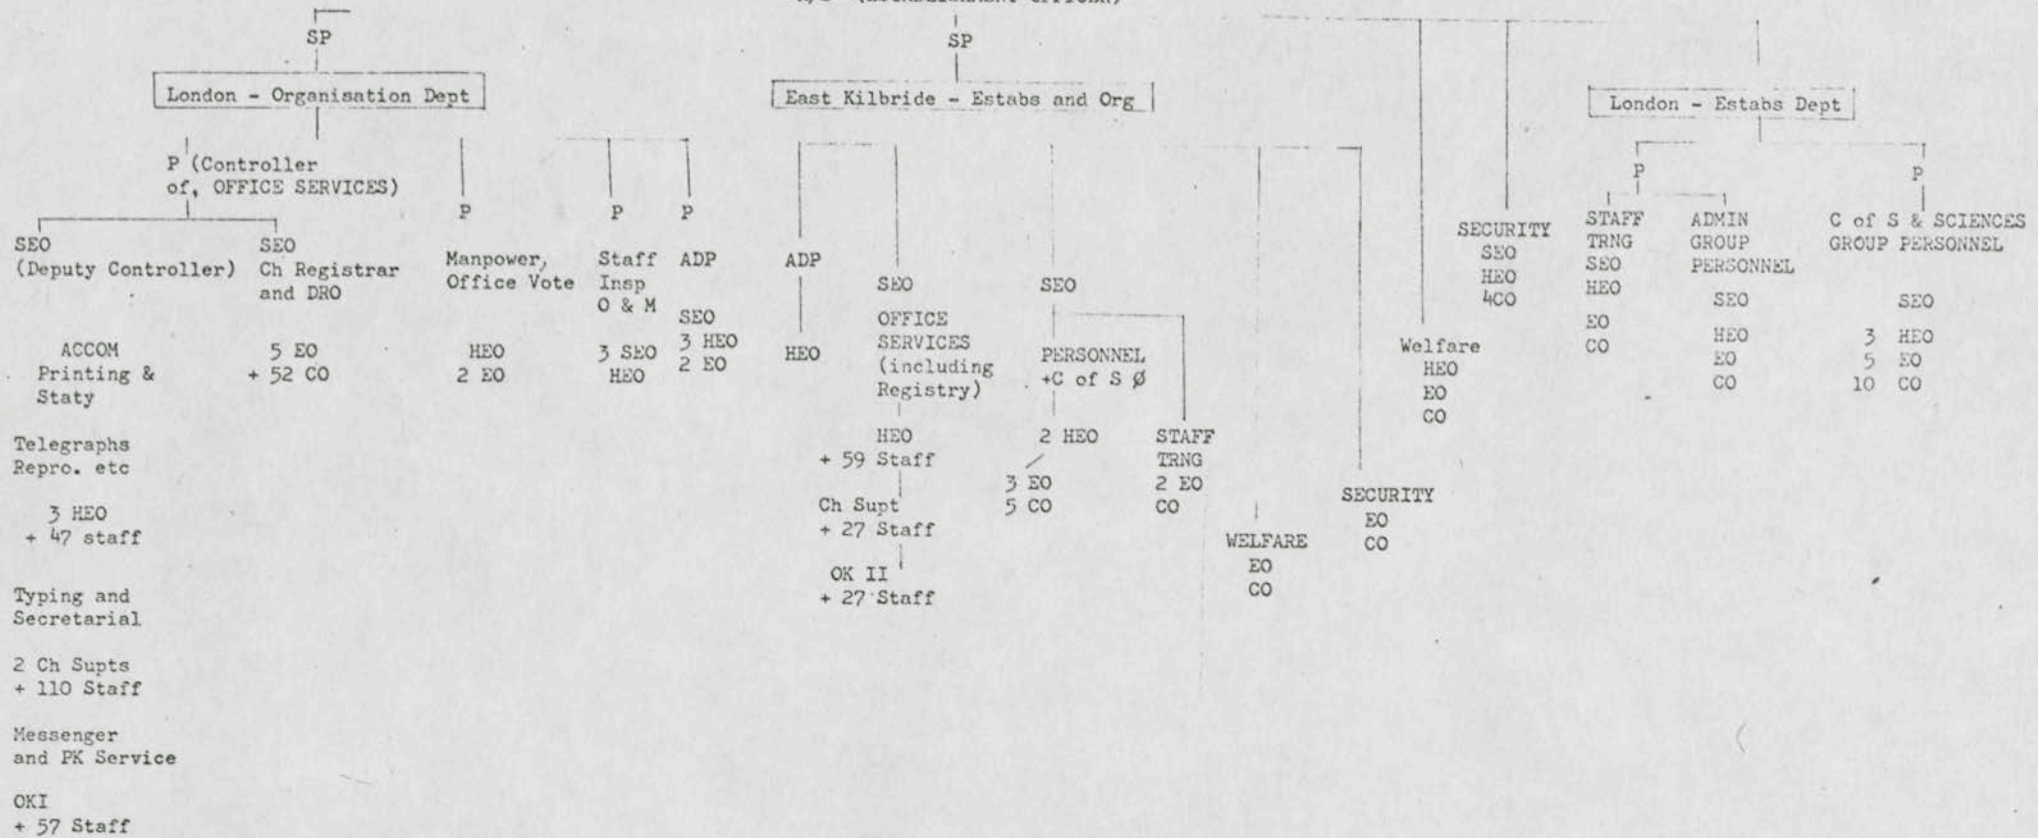 (ESTABLISHMENT OFFICER)
SP
London - Organisation Dept
P (Controller
of, OFFICE SERVICES)
SEO
(Deputy Controller)
ACCOM
Printing &
Staty
Telegraphs
Repro. etc
3 HEO
+ 47 staff
Typing and
Secretarial
2 Ch Supts
+ 110 Staff
Messenger
and PK Service
OKI
+ 57 Staff
SEO
Ch Registrar
and DRO
5 EO
+ 52 CO
P
Manpower,
Office Vote
HEO
2 EO
P
Staff
Insp
O & M
3 SEO
HEO
P
ADP
SEO
3 HEO
2 EO
SP
East Kilbride - Estabs and Org
ADP
HEO
SEO
OFFICE
SERVICES
(including
Registry)
HEO
+ 59 Staff
Ch Supt
+ 27 Staff
OK II
+ 27 Staff
SEO
PERSONNEL
+C of S Ø
2 HEO
3 EO
5 CO
STAFF
TRNG
2 EO
CO
WELFARE
EO
CO
SECURITY
EO
CO
Welfare
HEO
EO
CO
SECURITY
SEO
HEO
4CO
London - Estabs Dept
P
STAFF
TRNG
SEO
HEO
EO
CO
ADMIN
GROUP
PERSONNEL
SEO
HEO
EO
CO
P
C of S & SCIENCES
GROUP PERSONNEL
SEO
3 HEO
5 EO
10 CO